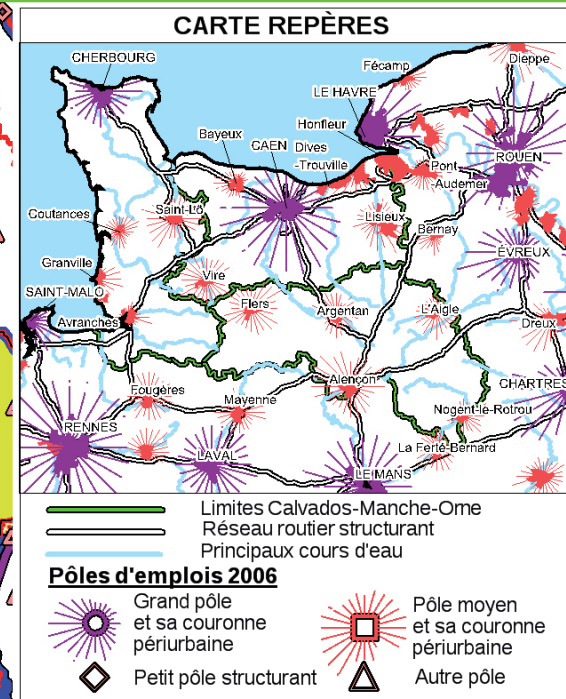 CARTE REPÈRES
CHERBOURG
Fécamp
Dieppe
LE HAVRE
Honfleur
Bayeux
CAEN
Dives
-Trouville
ROUEN
Pont
-Audemer
Coutances
Saint-Lô
Lisieux
Bernay
Granville
ÉVREUX
SAINT-MALO
Vire
Flers
Argentan
L'Aigle
Avranches
Dreux
Alençon
CHARTRES
Fougères
Mayenne
Nogent-le-Rotrou
RENNES
LAVAL
La Ferté-Bernard
LE MANS
Limites Calvados-Manche-Orne
Réseau routier structurant
Principaux cours d'eau
Pôles d'emplois 2006
Grand pôle
et sa couronne
périurbaine
Pôle moyen
et sa couronne
périurbaine
Petit pôle structurant
Autre pôle